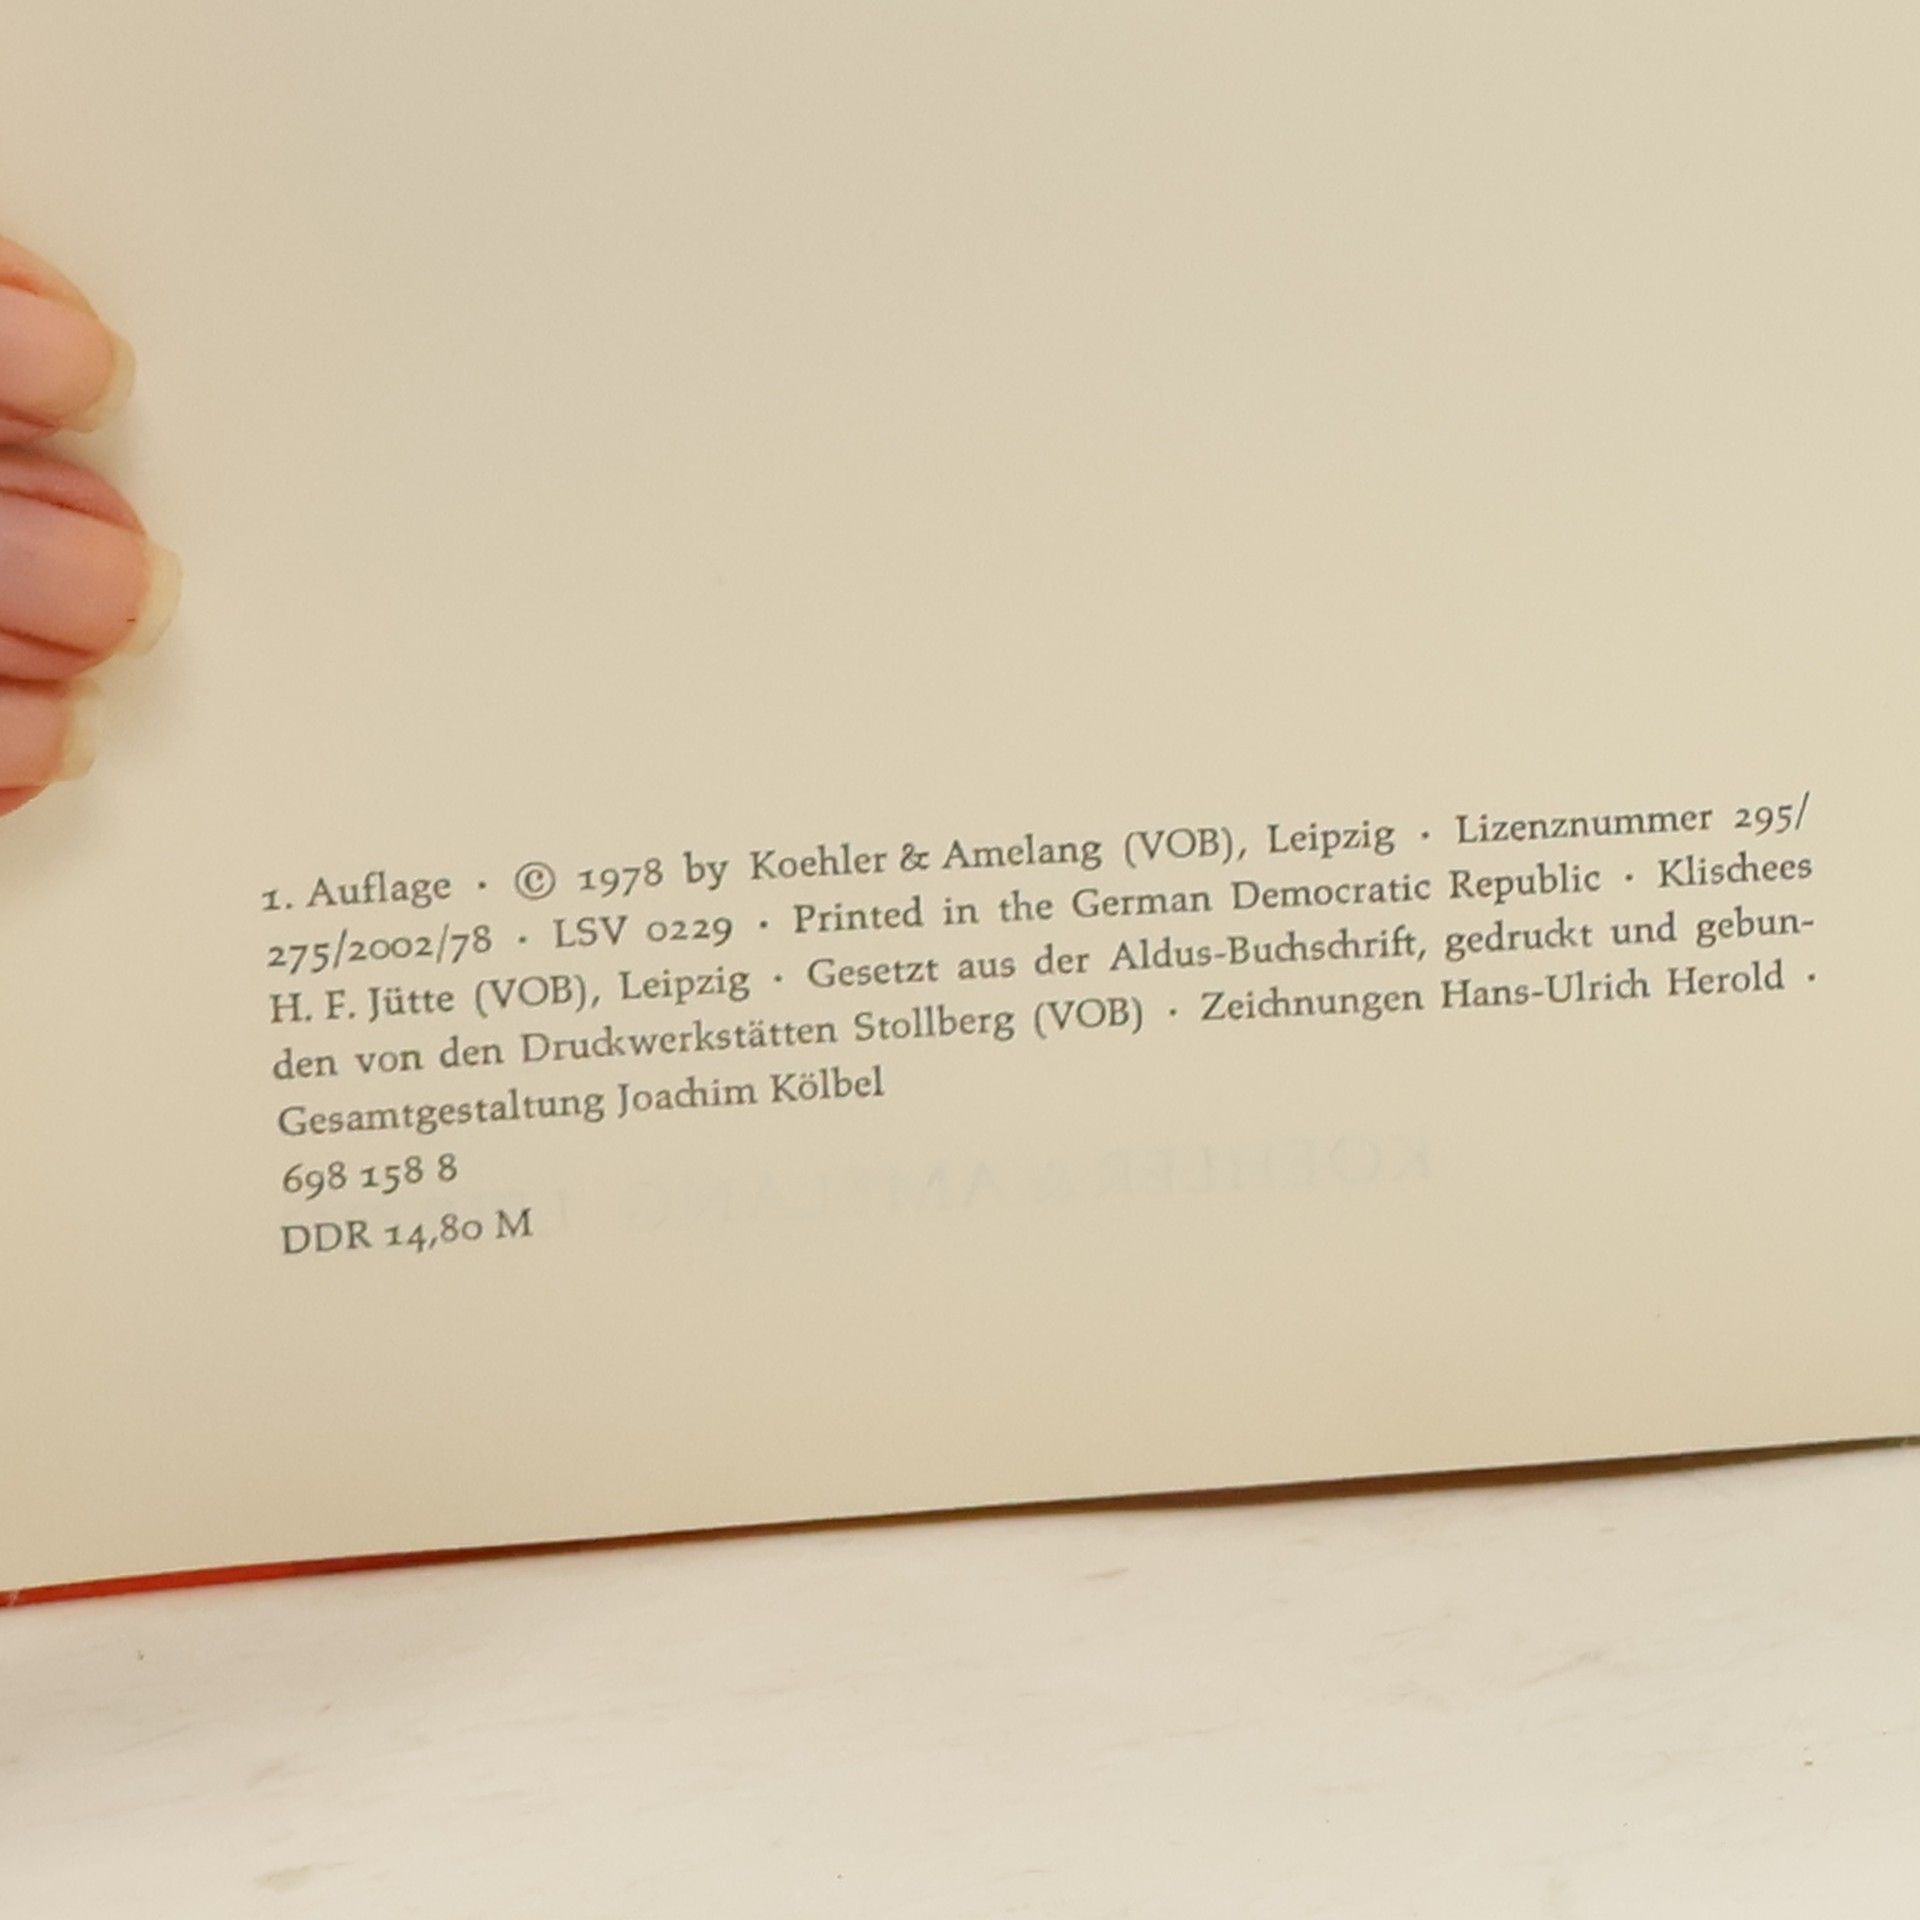 1. Auflage · © 1978 by Koehler & Amelang (VOB), Leipzig · Lizenznummer 295/
275/2002/78 · LSV 0229 · Printed in the German Democratic Republic · Klischees
H. F. Jütte (VOB), Leipzig · Gesetzt aus der Aldus-Buchschrift, gedruckt und gebun-
den von den Druckwerkstätten Stollberg (VOB) · Zeichnungen Hans-Ulrich Herold ·
Gesamtgestaltung Joachim Kölbel
698 158 8
DDR 14,80 M